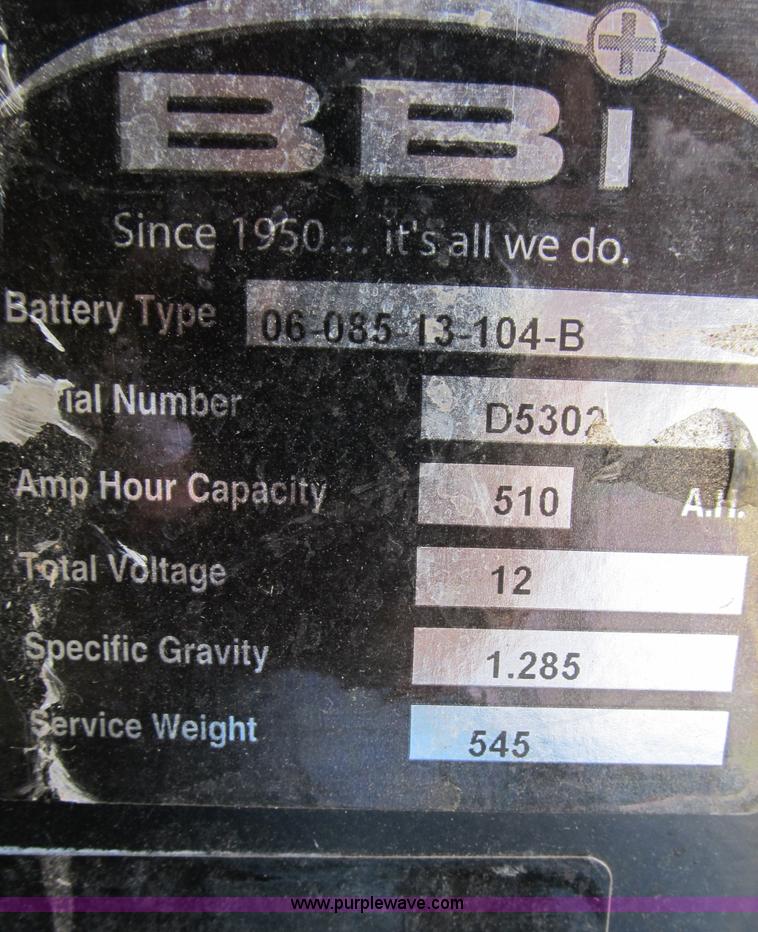 BBI
Since 1950... it's all we do.
Battery Type 06-085-13-104-B
Number
Amp Hour Capacity 510 A.H.
Total Voltage 12
Specific Gravity 1.285
Service Weight 545
www.purplewave.com